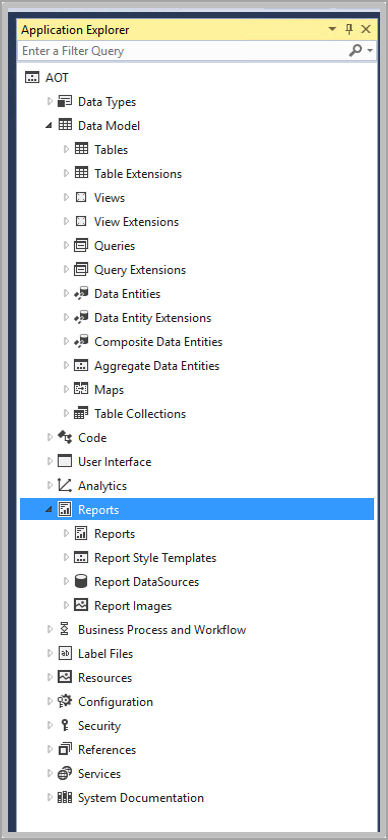 Application Explorer
Enter a Filter Query
AOT
Data Types
Data Model
Tables
Table Extensions
Views
View Extensions
Queries
Query Extensions
Data Entities
Data Entity Extensions
Composite Data Entities
Aggregate Data Entities
Maps
Table Collections
Code
User Interface
Analytics
Reports
Reports
Report Style Templates
Report DataSources
Report Images
Business Process and Workflow
Label Files
Resources
Configuration
Security
References
Services
System Documentation